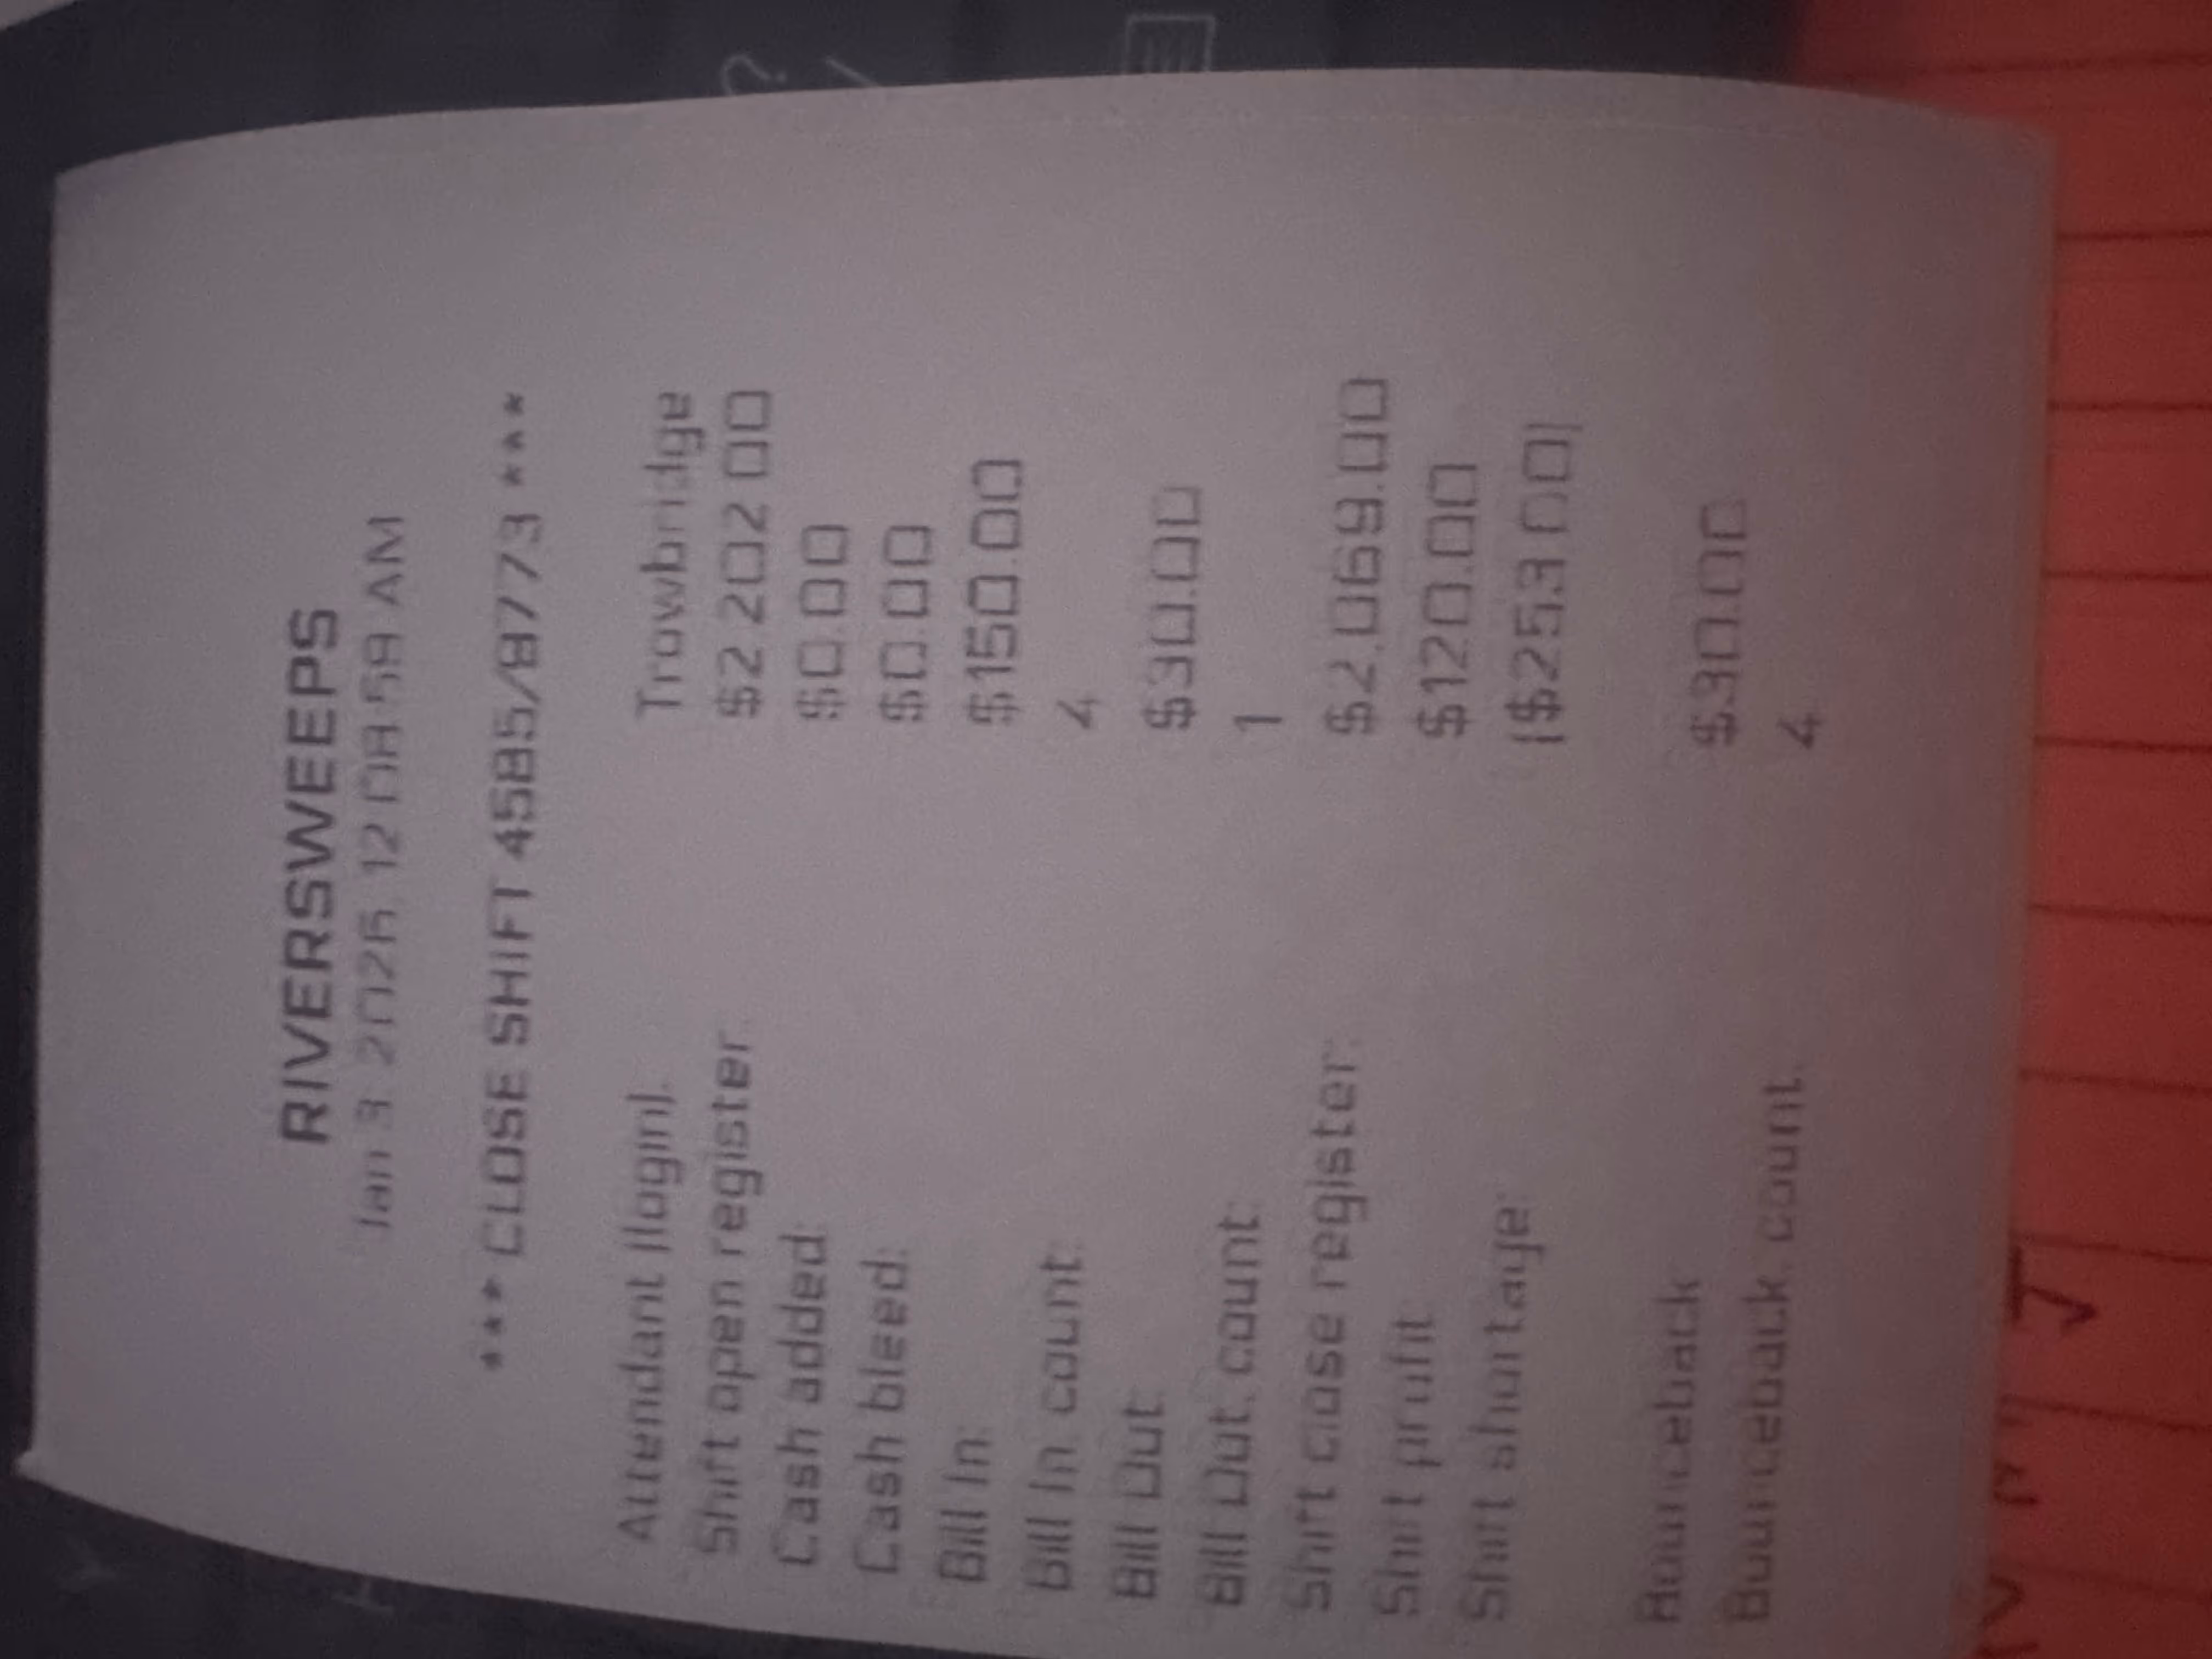 RIVERSWEEPS
Jan 3, 2026, 12:08:58 AM
*** CLOSE SHIFT 4585/8773 ***
Attendant (login): Trowbridge
Shift open register: $2,202.00
Cash added: $0.00
Cash bleed: $0.00
Bill In: $150.00
Bill In count: 4
Bill Out: $30.00
Bill Out count: 1
Shift close register: $2,069.00
Shift profit: $120.00
Shift shortage: ($253.00)
Bounceback $30.00
Bounceback count: 4